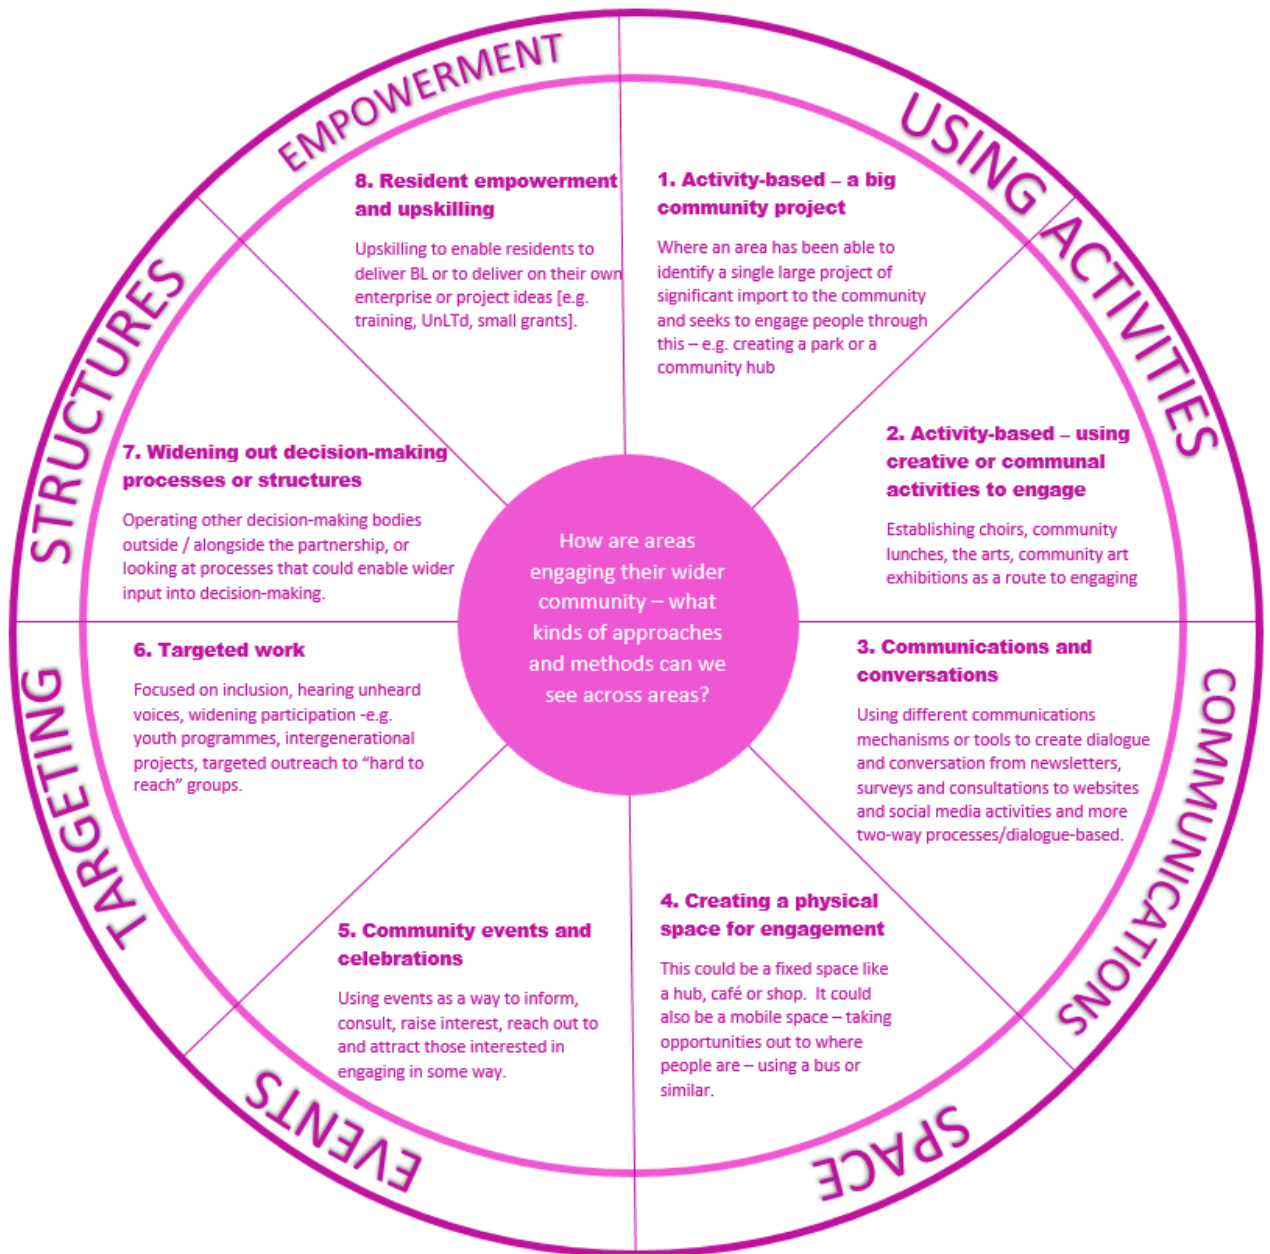 EMPOWERMENT
USING ACTIVITIES
COMMUNICATIONS
SPACE
EVENTS
TARGETING
STRUCTURES
How are areas
engaging their wider
community – what
kinds of approaches
and methods can we
see across areas?
1. Activity-based – a big
community project
Where an area has been able to
identify a single large project of
significant import to the community
and seeks to engage people through
this – e.g. creating a park or a
community hub
2. Activity-based – using
creative or communal
activities to engage
Establishing choirs, community
lunches, the arts, community art
exhibitions as a route to engaging
3. Communications and
conversations
Using different communications
mechanisms or tools to create dialogue
and conversation from newsletters,
surveys and consultations to websites
and social media activities and more
two-way processes/dialogue-based.
4. Creating a physical
space for engagement
This could be a fixed space like
a hub, café or shop.  It could
also be a mobile space – taking
opportunities out to where
people are – using a bus or
similar.
5. Community events and
celebrations
Using events as a way to inform,
consult, raise interest, reach out to
and attract those interested in
engaging in some way.
6. Targeted work
Focused on inclusion, hearing unheard
voices, widening participation -e.g.
youth programmes, intergenerational
projects, targeted outreach to “hard to
reach” groups.
7. Widening out decision-making
processes or structures
Operating other decision-making bodies
outside / alongside the partnership, or
looking at processes that could enable wider
input into decision-making.
8. Resident empowerment
and upskilling
Upskilling to enable residents to
deliver BL or to deliver on their own
enterprise or project ideas [e.g.
training, UnLTd, small grants].